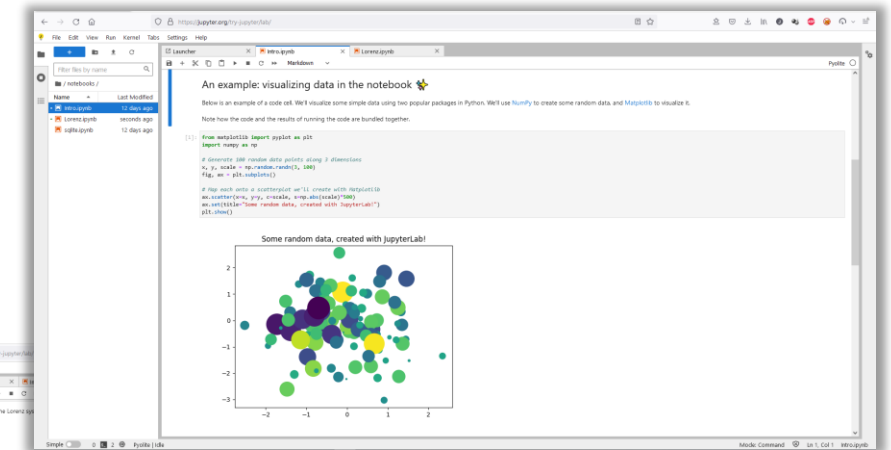 https://jupyter.org/try-jupyter/lab/
File Edit View Run Kernel Tabs Settings Help
Launcher
Intro.ipynb
Lorenz.ipynb
Filter files by name
/ notebooks /
Name Last Modified
Intro.ipynb 12 days ago
Lorenz.ipynb seconds ago
sqlite.ipynb 12 days ago
Markdown
Pyolite
An example: visualizing data in the notebook
Below is an example of a code cell. We'll visualize some simple data using two popular packages in Python. We'll use NumPy to create some random data, and Matplotlib to visualize it.
Note how the code and the results of running the code are bundled together.
from matplotlib import pyplot as plt
import numpy as np
# Generate 100 random data points along 3 dimensions
x, y, scale = np.random.randn(3, 100)
fig, ax = plt.subplots()
# Map each onto a scatterplot we'll create with Matplotlib
ax.scatter(x=x, y=y, c=scale, s=np.abs(scale)*500)
ax.set(title="Some random data, created with JupyterLab!")
plt.show()
Some random data, created with JupyterLab!
2
1
0
−1
−2
−3
−2 −1 0 1 2
Simple 0 2 Pyolite | Idle
Mode: Command Ln 1, Col 1 Intro.ipynb